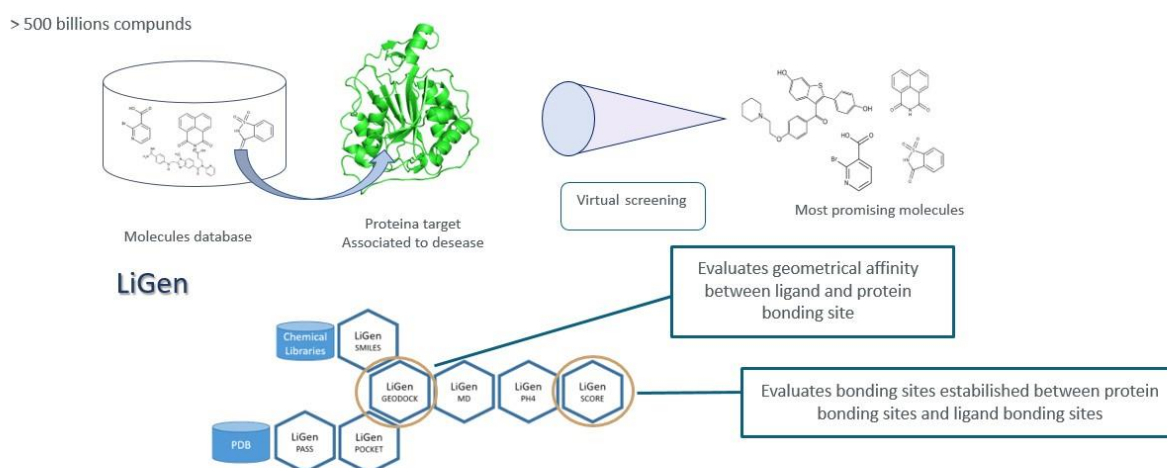 > 500 billions compunds
Molecules database
Proteina target
Associated to desease
Virtual screening
Most promising molecules
LiGen
Evaluates geometrical affinity
between ligand and protein
bonding site
Chemical
Libraries
LiGen
SMILES
LiGen
GEODOCK
LiGen
MD
LiGen
PH4
LiGen
SCORE
Evaluates bonding sites estabilished between protein
bonding sites and ligand bonding sites
PDB
LiGen
PASS
LiGen
POCKET